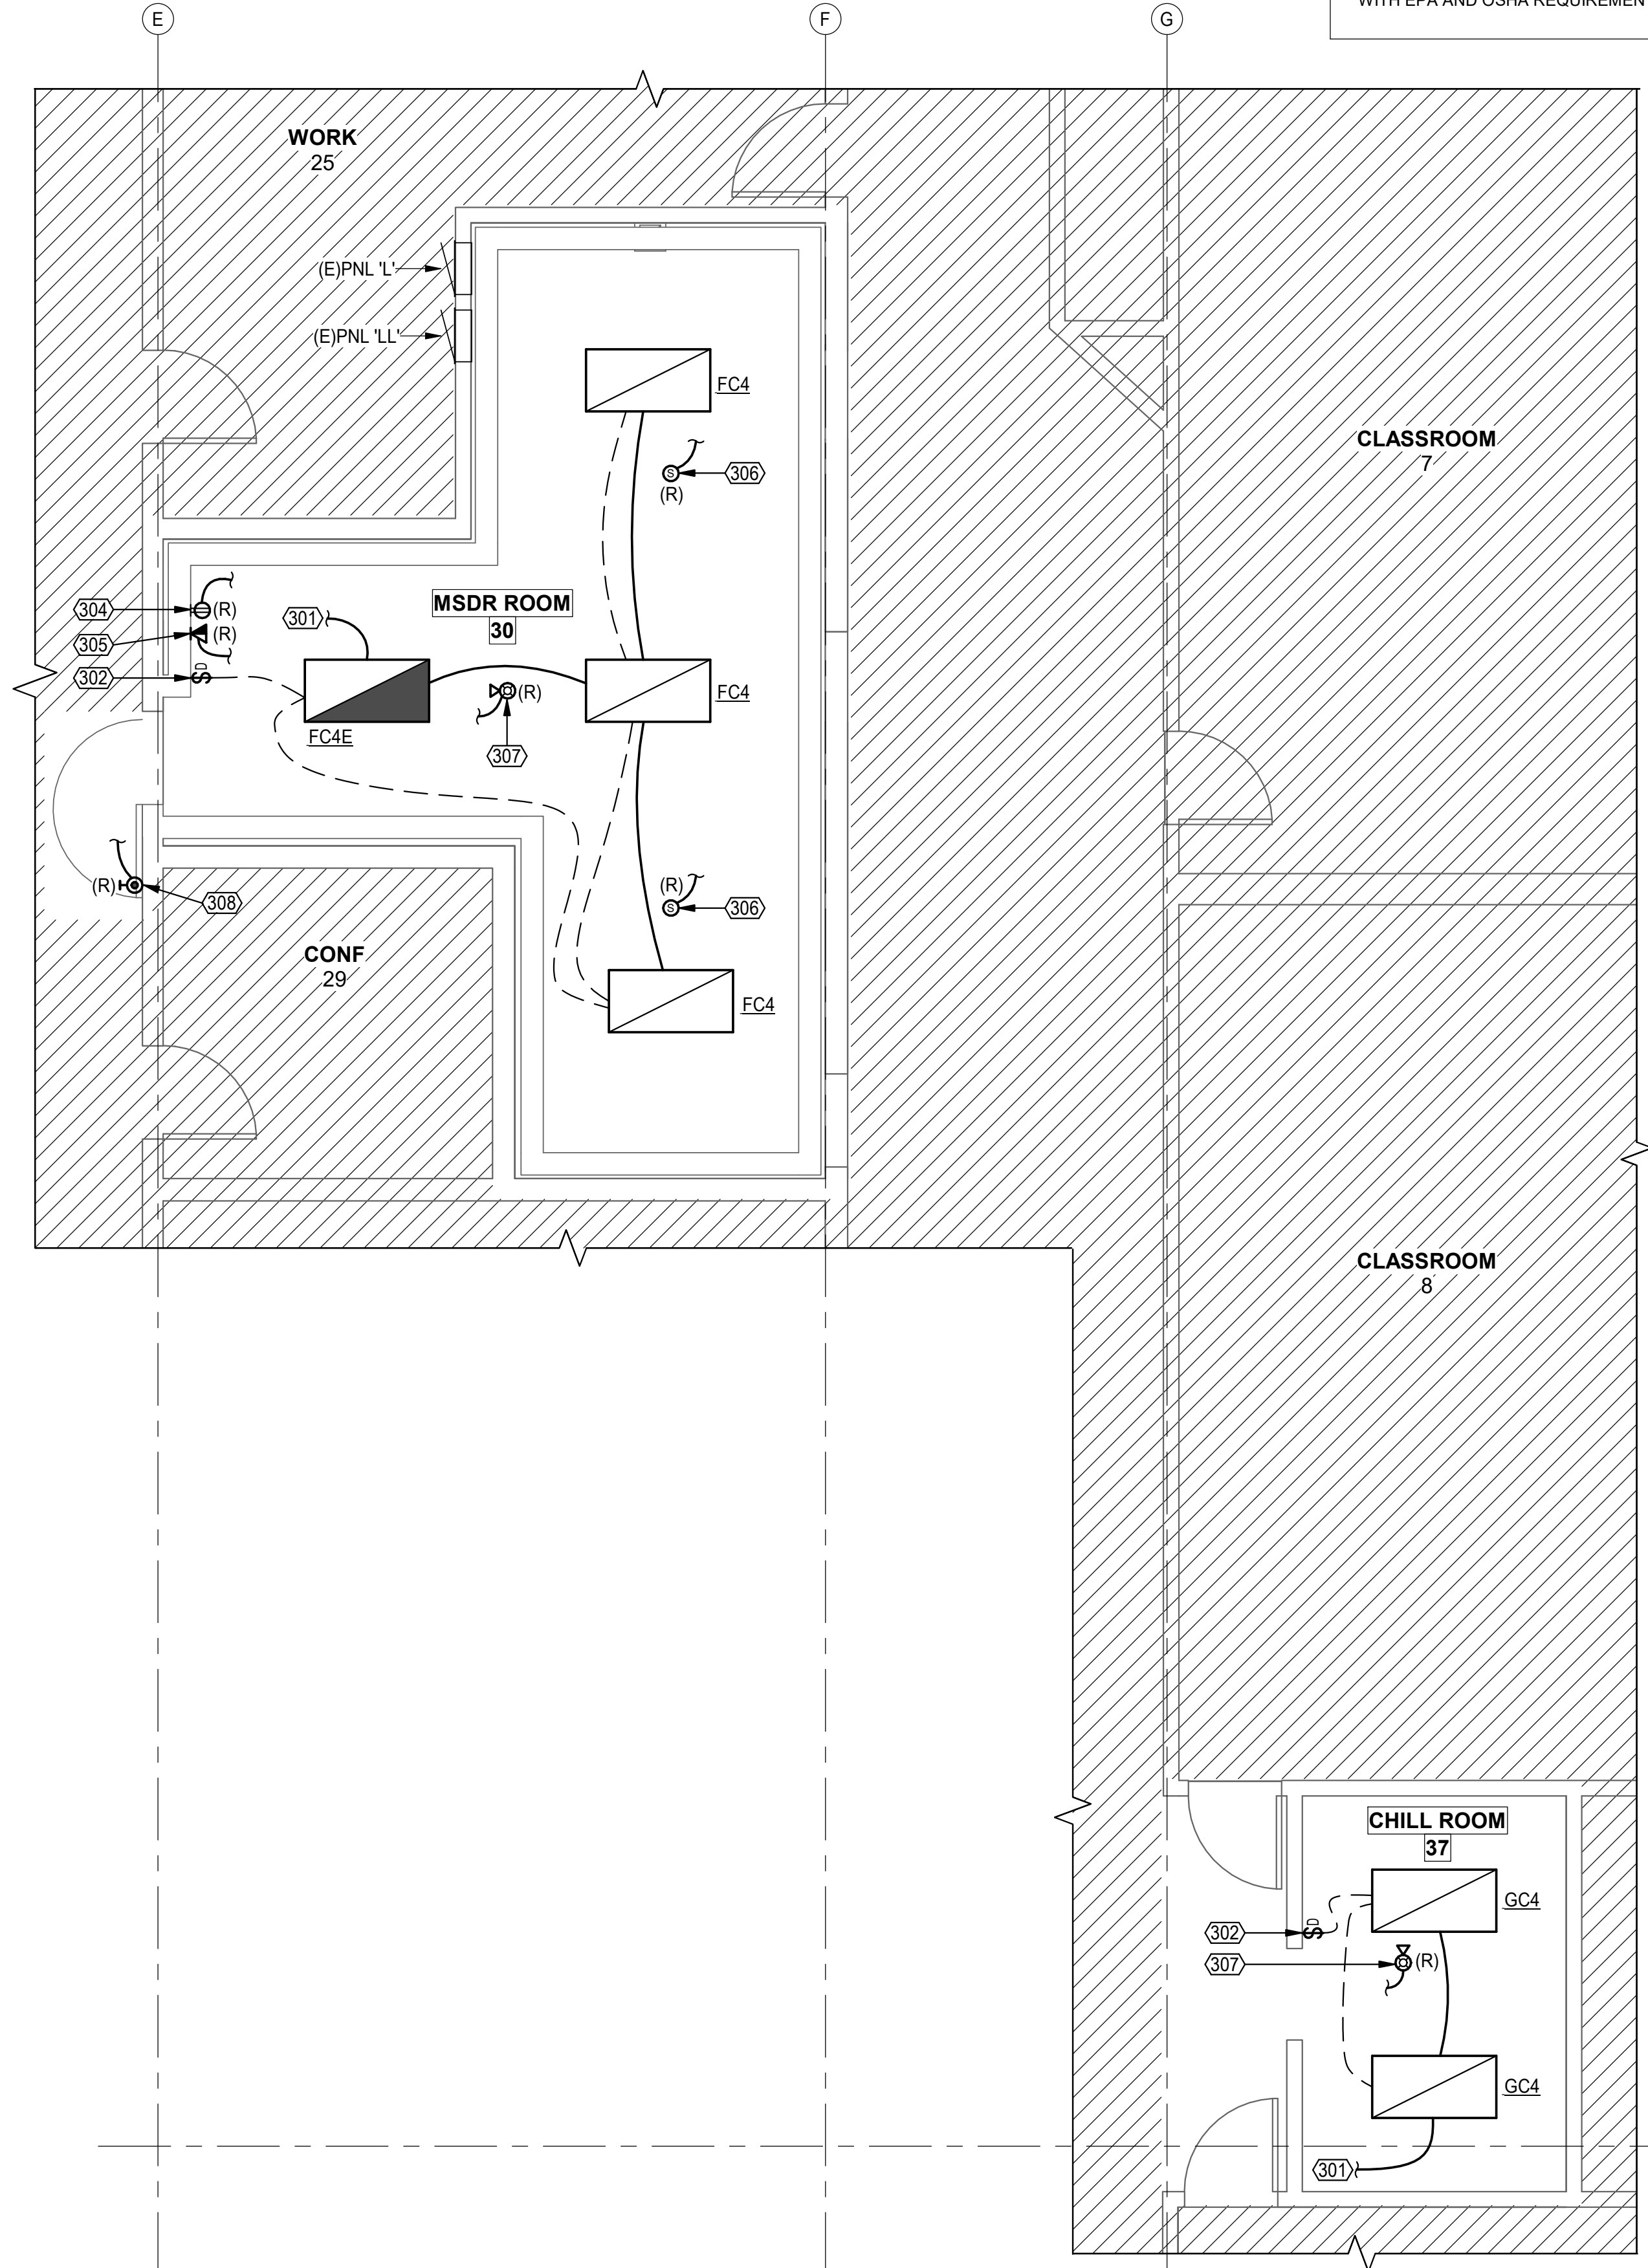 WITH EPA AND OSHA REQUIREMEN
E
F
G
WORK
25
(E)PNL 'L'
(E)PNL 'LL'
FC4
CLASSROOM
7
S
306
(R)
304
(R)
301
MSDR ROOM
30
305
(R)
302
S
D
(R)
FC4
FC4E
307
308
(R)
(R)
S
306
CONF
29
FC4
CLASSROOM
8
CHILL ROOM
37
GC4
302
S
D
307
(R)
GC4
301